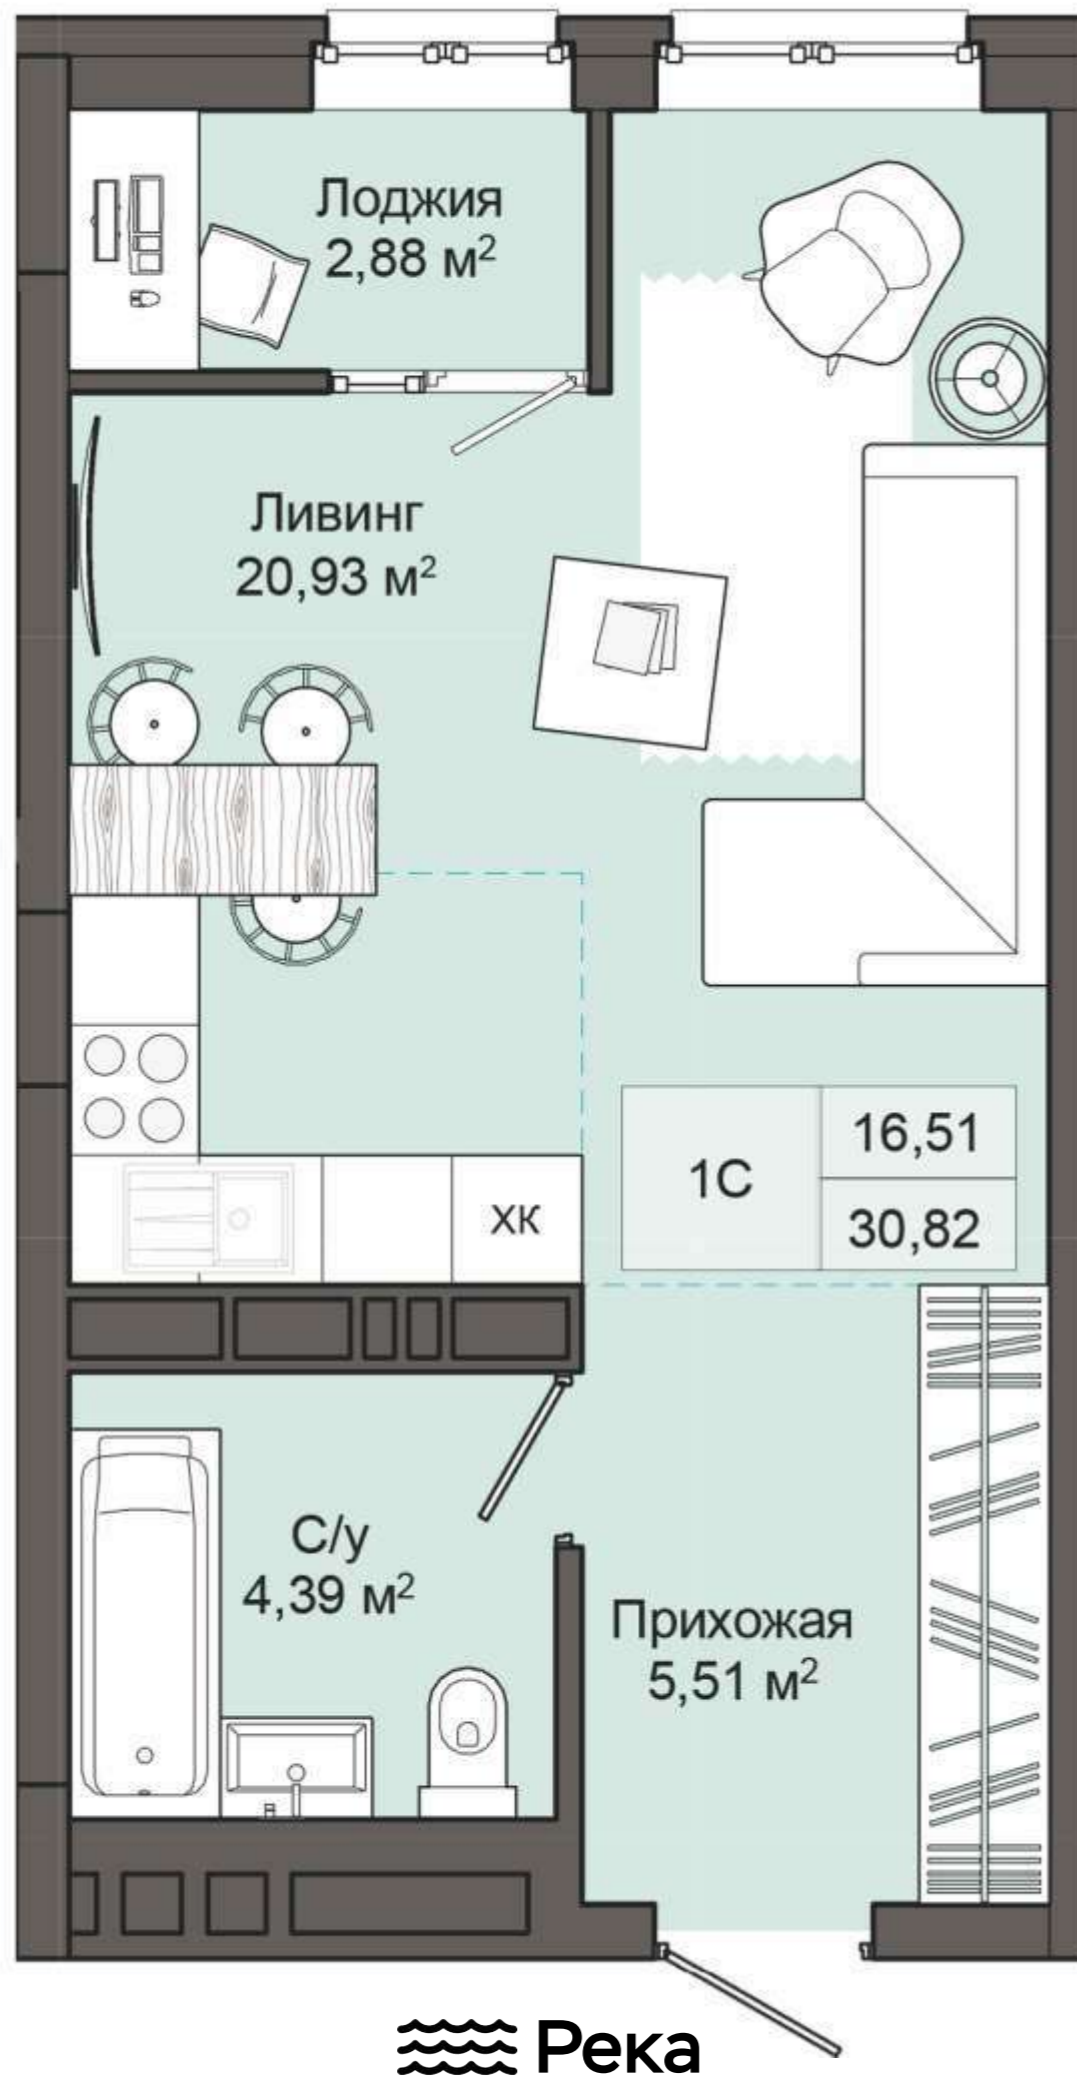 Лоджия
2,88 м²
Ливинг
20,93 м²
1С
16,51
30,82
ХК
С/у
4,39 м²
Прихожая
5,51 м²
Река